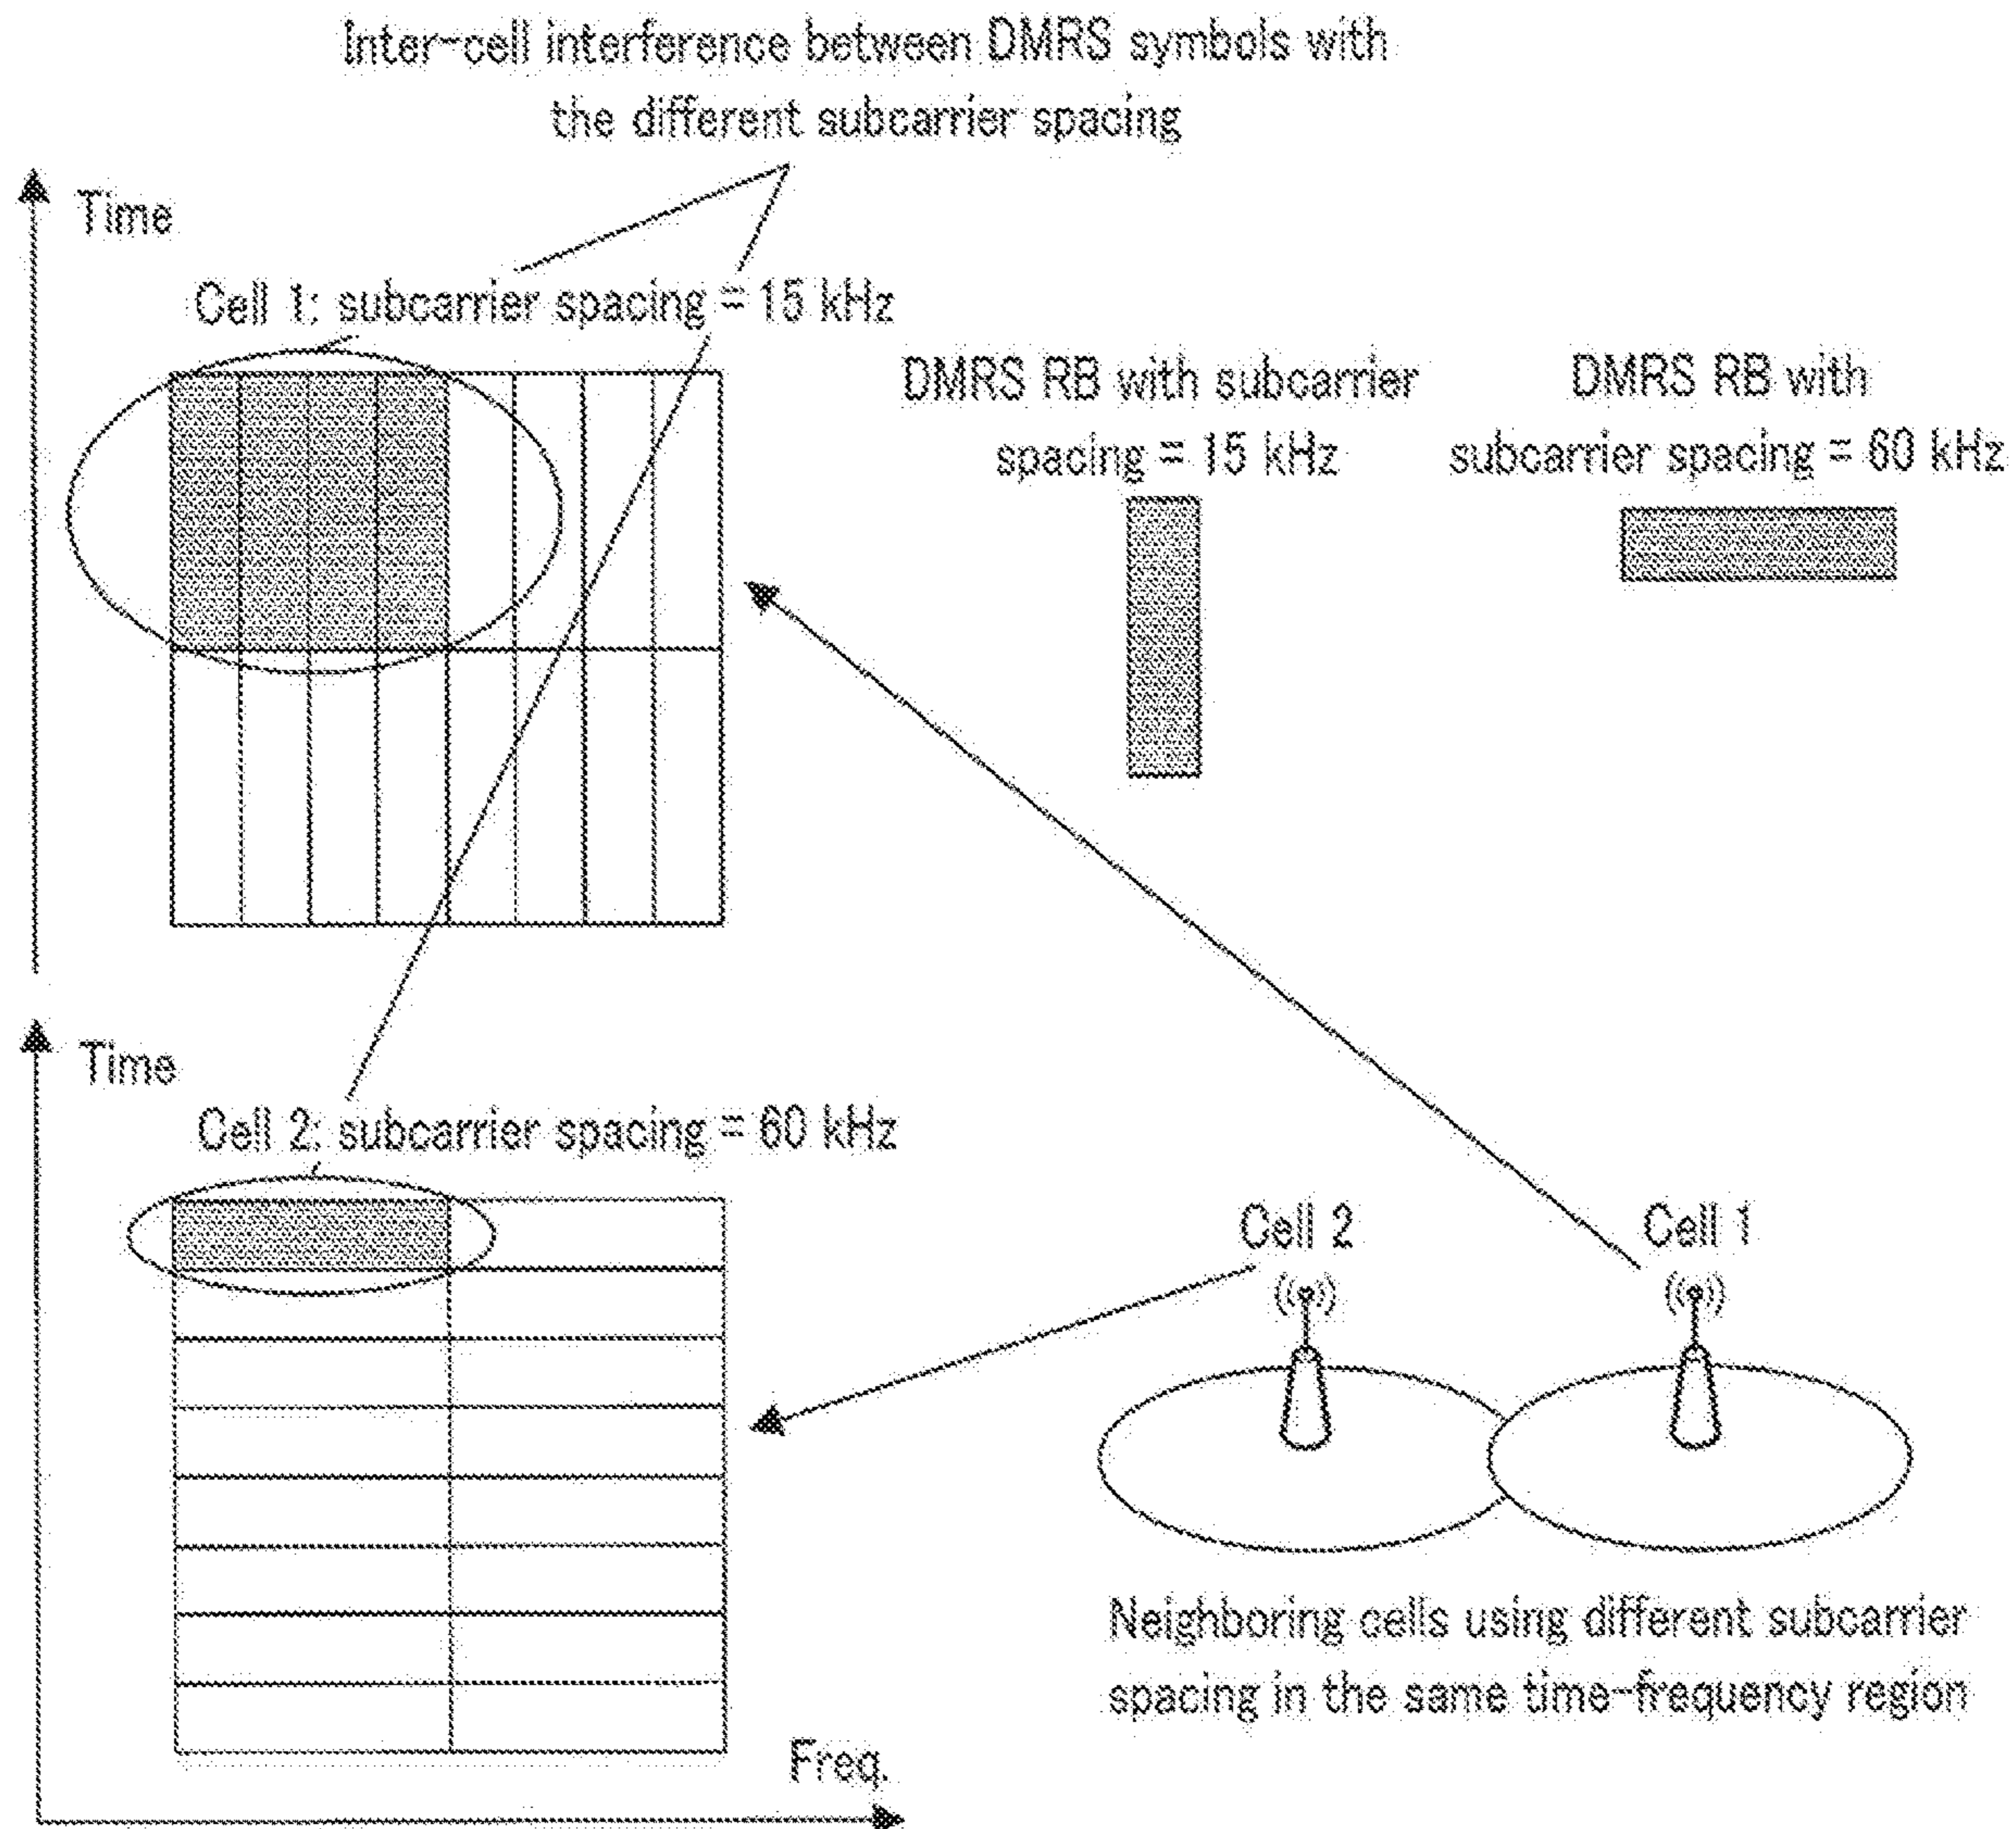 Inter-cell interference between DMRS symbols with
the different subcarrier spacing
Time
Cell 1: subcarrier spacing = 15 kHz
DMRS RB with subcarrier
spacing = 15 kHz
DMRS RB with
subcarrier spacing = 60 kHz
Time
Cell 2: subcarrier spacing = 60 kHz
Cell 2
Cell 1
Neighboring cells using different subcarrier
spacing in the same time-frequency region
Freq.